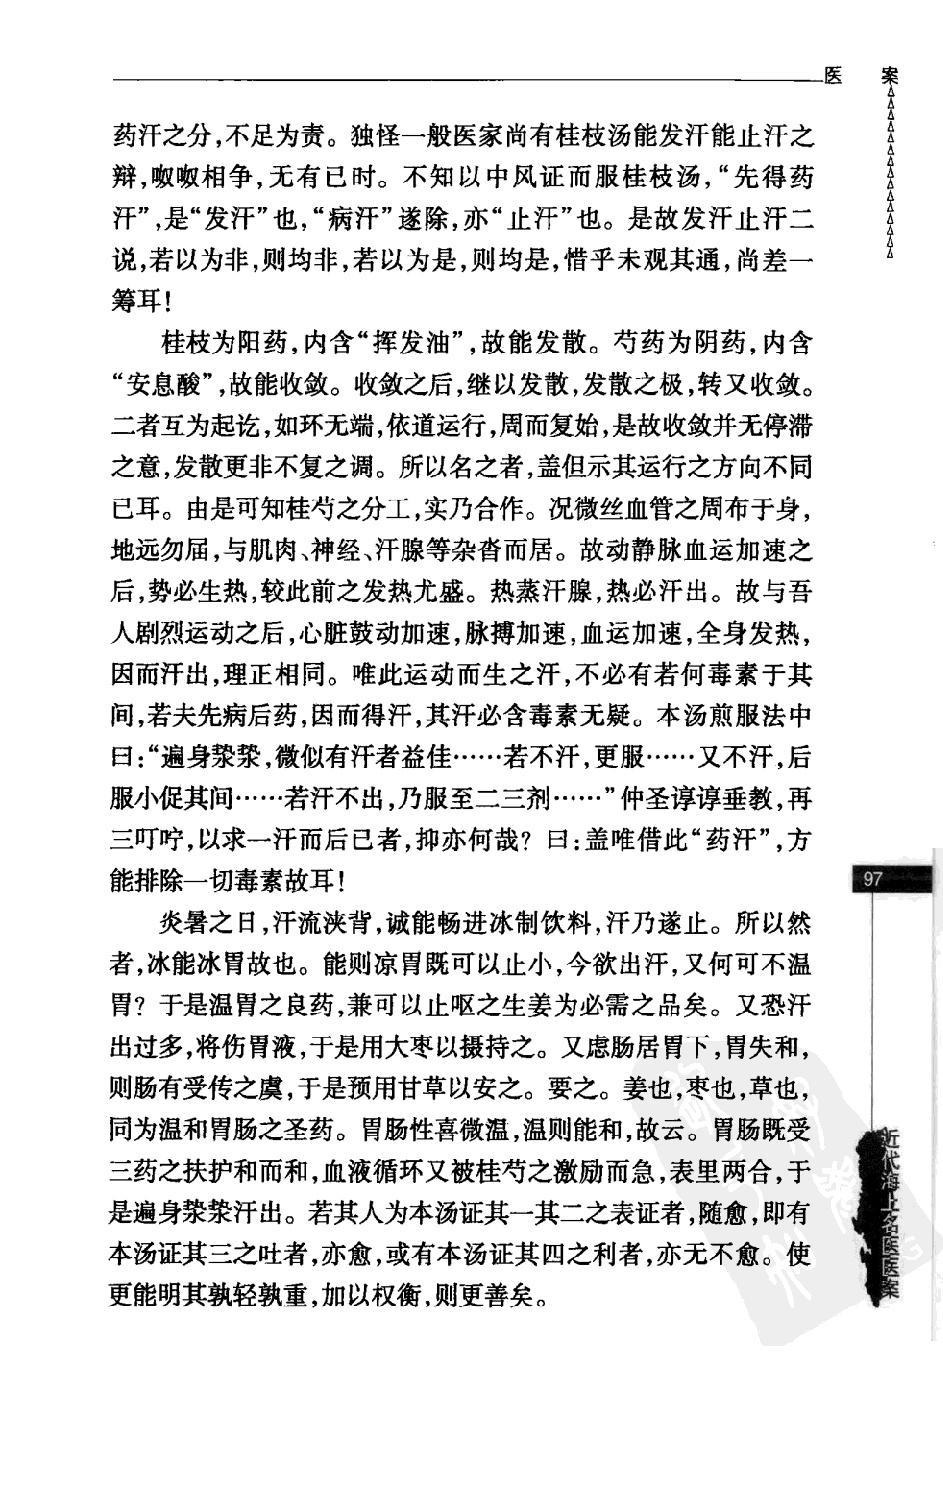 医 案
药汗之分,不足为责。独怪一般医家尚有桂枝汤能发汗能止汗之
辩,呶呶相争,无有已时。不知以中风证而服桂枝汤,“先得药
汗”,是“发汗”也,“病汗”遂除,亦“止汗”也。是故发汗止汗二
说,若以为非,则均非,若以为是,则均是,惜乎未观其通,尚差一
筹耳!
桂枝为阳药,内含“挥发油”,故能发散。芍药为阴药,内含
“安息酸”,故能收敛。收敛之后,继以发散,发散之极,转又收敛。
二者互为起讫,如环无端,依道运行,周而复始,是故收敛并无停滞
之意,发散更非不复之调。所以名之者,盖但示其运行之方向不同
已耳。由是可知桂芍之分工,实乃合作。况微丝血管之周布于身,
地远勿届,与肌肉、神经、汗腺等杂沓而居。故动静脉血运加速之
后,势必生热,较此前之发热尤盛。热蒸汗腺,热必汗出。故与吾
人剧烈运动之后,心脏鼓动加速,脉搏加速,血运加速,全身发热,
因而汗出,理正相同。唯此运动而生之汗,不必有若何毒素于其
间,若夫先病后药,因而得汗,其汗必含毒素无疑。本汤煎服法中
曰:“遍身漐漐,微似有汗者益佳……若不汗,更服……又不汗,后
服小促其间……若汗不出,乃服至二三剂……”仲圣谆谆垂教,再
三叮咛,以求一汗而后已者,抑亦何哉? 曰:盖唯借此“药汗”,方
能排除一切毒素故耳!
炎暑之日,汗流浃背,诚能畅进冰制饮料,汗乃遂止。所以然
者,冰能冰胃故也。能则凉胃既可以止小,今欲出汗,又何可不温
胃? 于是温胃之良药,兼可以止呕之生姜为必需之品矣。又恐汗
出过多,将伤胃液,于是用大枣以摄持之。又虑肠居胃下,胃失和,
则肠有受传之虞,于是预用甘草以安之。要之。姜也,枣也,草也,
同为温和胃肠之圣药。胃肠性喜微温,温则能和,故云。胃肠既受
三药之扶护和而和,血液循环又被桂芍之激励而急,表里两合,于
是遍身漐漐汗出。若其人为本汤证其一其二之表证者,随愈,即有
本汤证其三之吐者,亦愈,或有本汤证其四之利者,亦无不愈。使
更能明其孰轻孰重,加以权衡,则更善矣。
97
近代海上名医医案